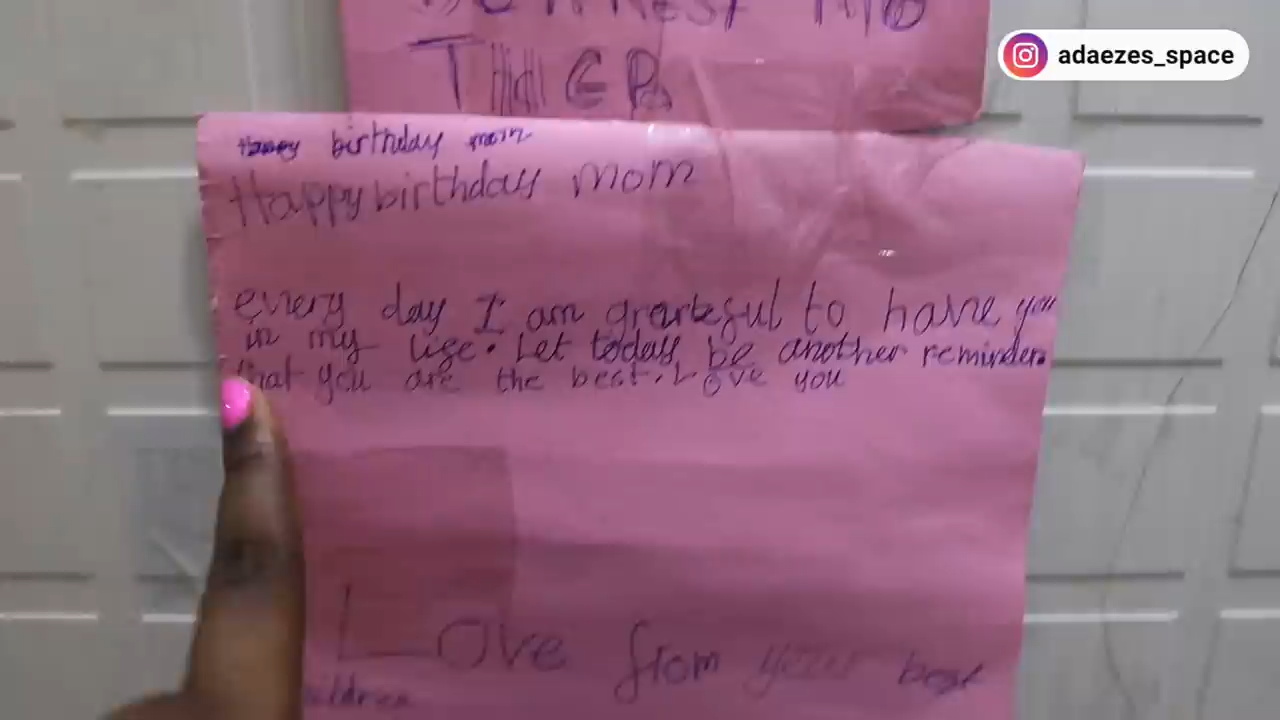 THER
adaezes_space
Happy birthday mom
Happy birthday mom
every day I am grateful to have you
in my life. Let today be another reminder
that you are the best. Love you
Love from your best